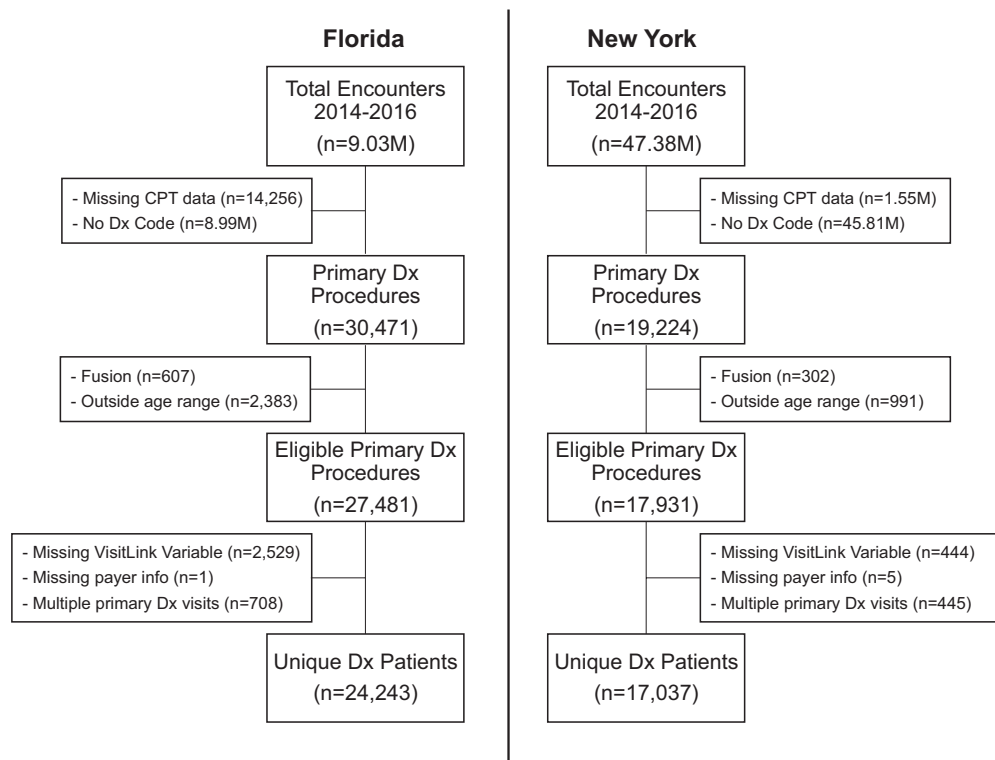 Florida
Total Encounters
2014-2016
(n=9.03M)
- Missing CPT data (n=14,256)
- No Dx Code (n=8.99M)
Primary Dx
Procedures
(n=30,471)
- Fusion (n=607)
- Outside age range (n=2,383)
Eligible Primary Dx
Procedures
(n=27,481)
- Missing VisitLink Variable (n=2,529)
- Missing payer info (n=1)
- Multiple primary Dx visits (n=708)
Unique Dx Patients
(n=24,243)
New York
Total Encounters
2014-2016
(n=47.38M)
- Missing CPT data (n=1.55M)
- No Dx Code (n=45.81M)
Primary Dx
Procedures
(n=19,224)
- Fusion (n=302)
- Outside age range (n=991)
Eligible Primary Dx
Procedures
(n=17,931)
- Missing VisitLink Variable (n=444)
- Missing payer info (n=5)
- Multiple primary Dx visits (n=445)
Unique Dx Patients
(n=17,037)